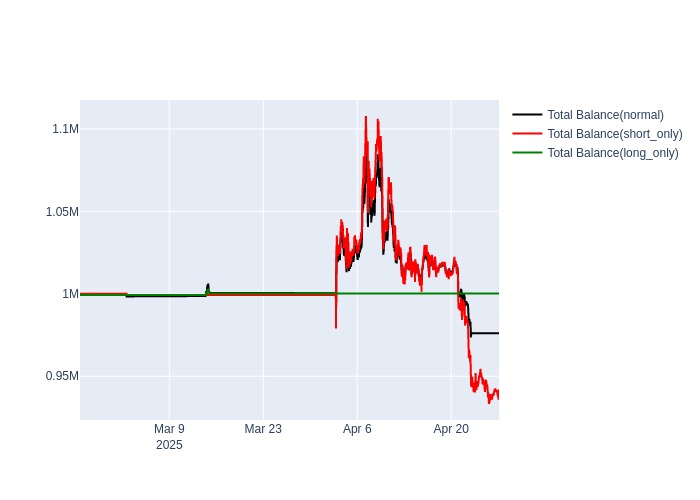 1.1M
1.05M
1M
0.95M
Mar 9
2025
Mar 23
Apr 6
Apr 20
Total Balance(normal)
Total Balance(short_only)
Total Balance(long_only)